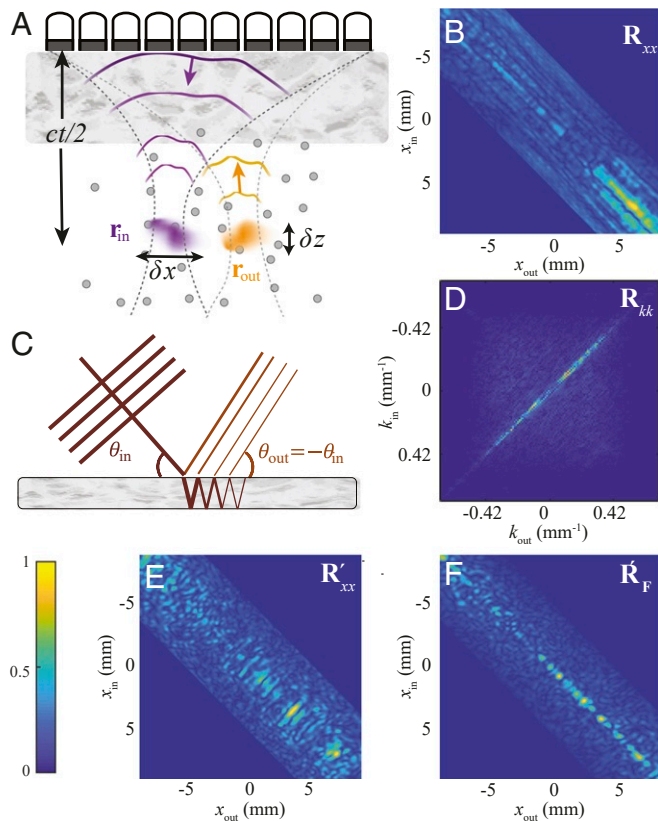 A
ct/2
r_in
r_out
δx
δz
B
R_xx
-5
0
5
x_in (mm)
-5 0 5
x_out (mm)
C
θ_in
θ_out = −θ_in
D
R_kk
-0.42
0
0.42
k_in (mm⁻¹)
-0.42 0 0.42
k_out (mm⁻¹)
1
0.5
0
E
R′_xx
-5
0
5
x_in (mm)
-5 0 5
x_out (mm)
F
Ŕ_F
-5
0
5
x_in (mm)
-5 0 5
x_out (mm)